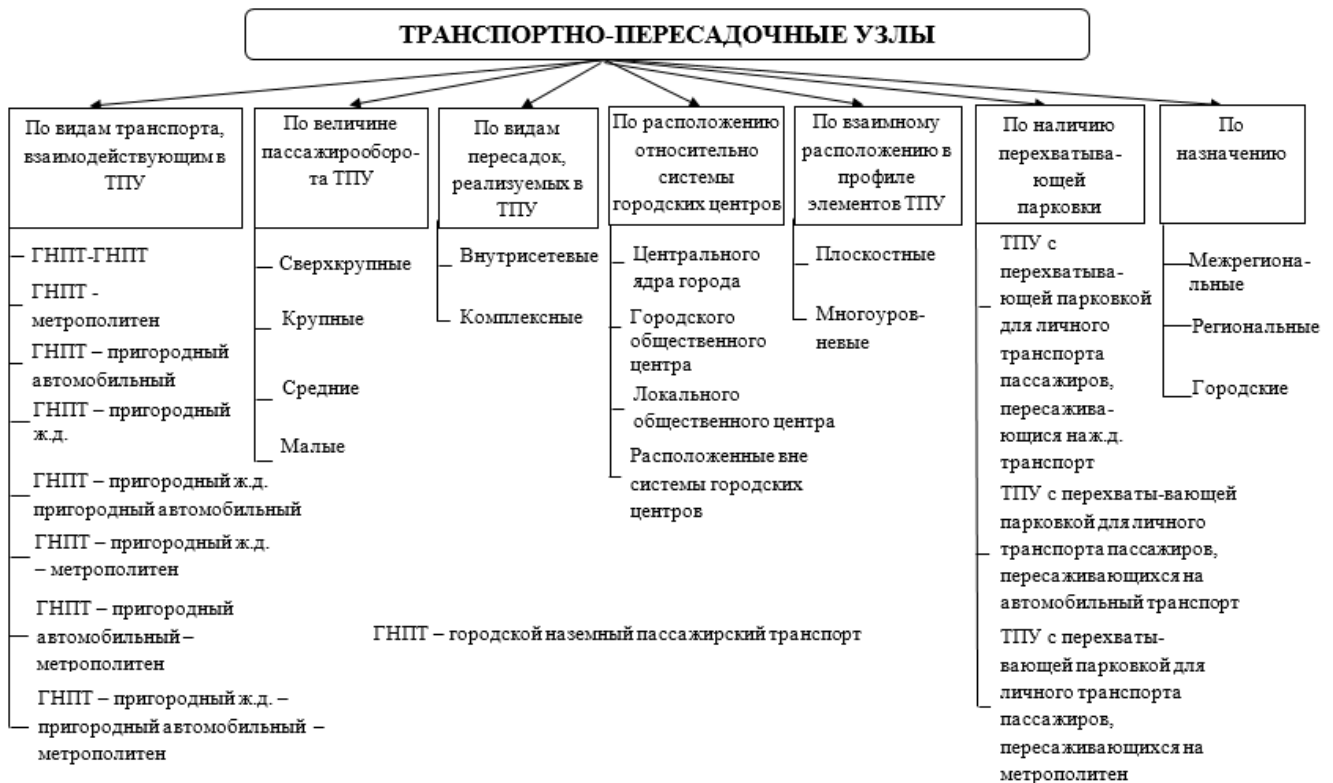 ТРАНСПОРТНО-ПЕРЕСАДОЧНЫЕ УЗЛЫ
По видам транспорта,
взаимодействующим в
ТПУ
ГНПТ-ГНПТ
ГНПТ -
метрополитен
ГНПТ – пригородный
автомобильный
ГНПТ – пригородный
ж.д.
ГНПТ – пригородный ж.д.
пригородный автомобильный
ГНПТ – пригородный ж.д.
– метрополитен
ГНПТ – пригородный
автомобильный–
метрополитен
ГНПТ – пригородный ж.д. –
пригородный автомобильный –
метрополитен
По величине
пассажирооборо-
та ТПУ
Сверхкрупные
Крупные
Средние
Малые
По видам
пересадок,
реализуемых в
ТПУ
Внутрисетевые
Комплексные
По расположению
относительно
системы
городских центров
Центрального
ядра города
Городского
общественного
центра
Локального
общественного центра
Расположенные вне
системы городских
центров
По взаимному
расположению в
профиле
элементов ТПУ
Плоскостные
Многоуров-
невые
По наличию
перехватыва-
ющей
парковки
ТПУ с
перехватыва-
ющей парковкой
для личного
транспорта
пассажиров,
пересажива-
ющися на ж.д.
транспорт
ТПУ с перехваты-вающей
парковкой для личного
транспорта пассажиров,
пересаживающихся на
автомобильный транспорт
ТПУ с перехваты-
вающей парковкой для
личного транспорта
пассажиров,
пересаживающихся на
метрополитен
По
назначению
Межрегиона-
льные
Региональные
Городские
ГНПТ – городской наземный пассажирский транспорт